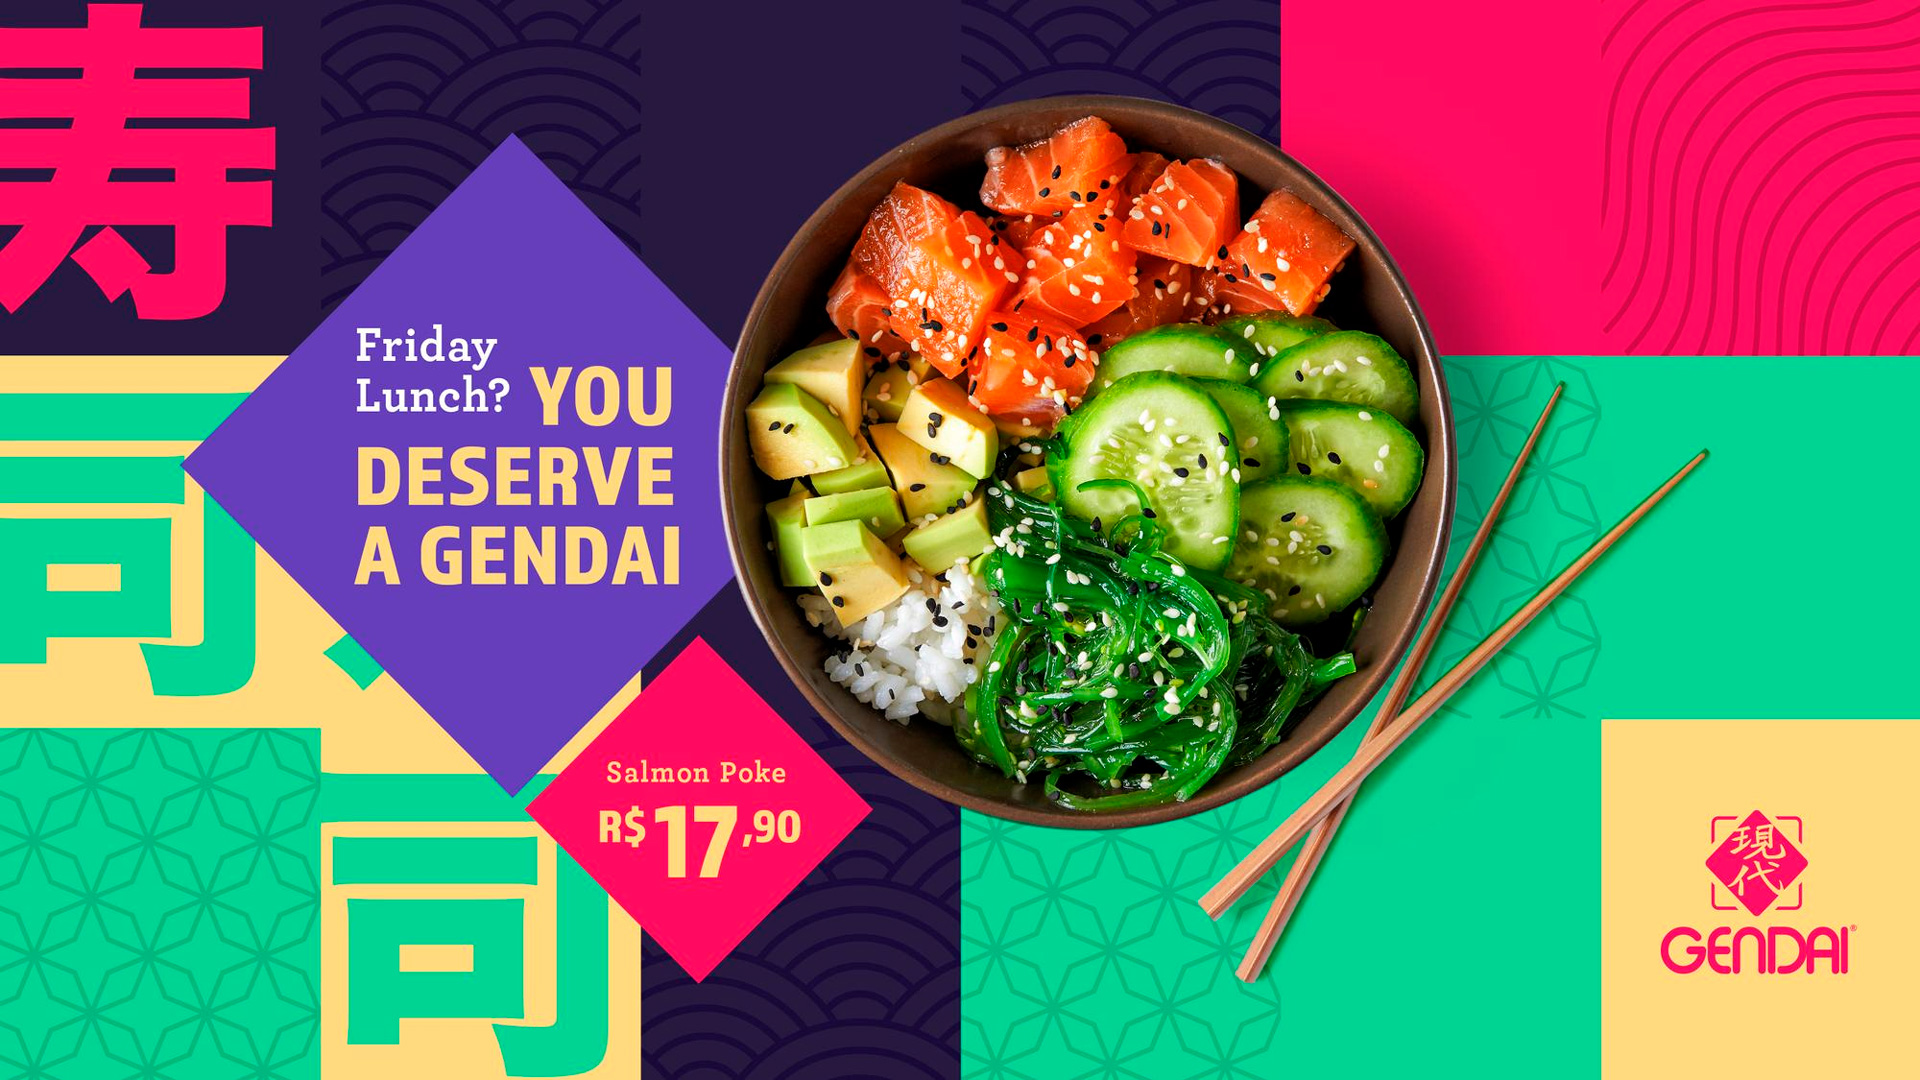 寿
司
司
Friday
Lunch? YOU
DESERVE
A GENDAI
Salmon Poke
R$17,90
現
代
GENDAI®